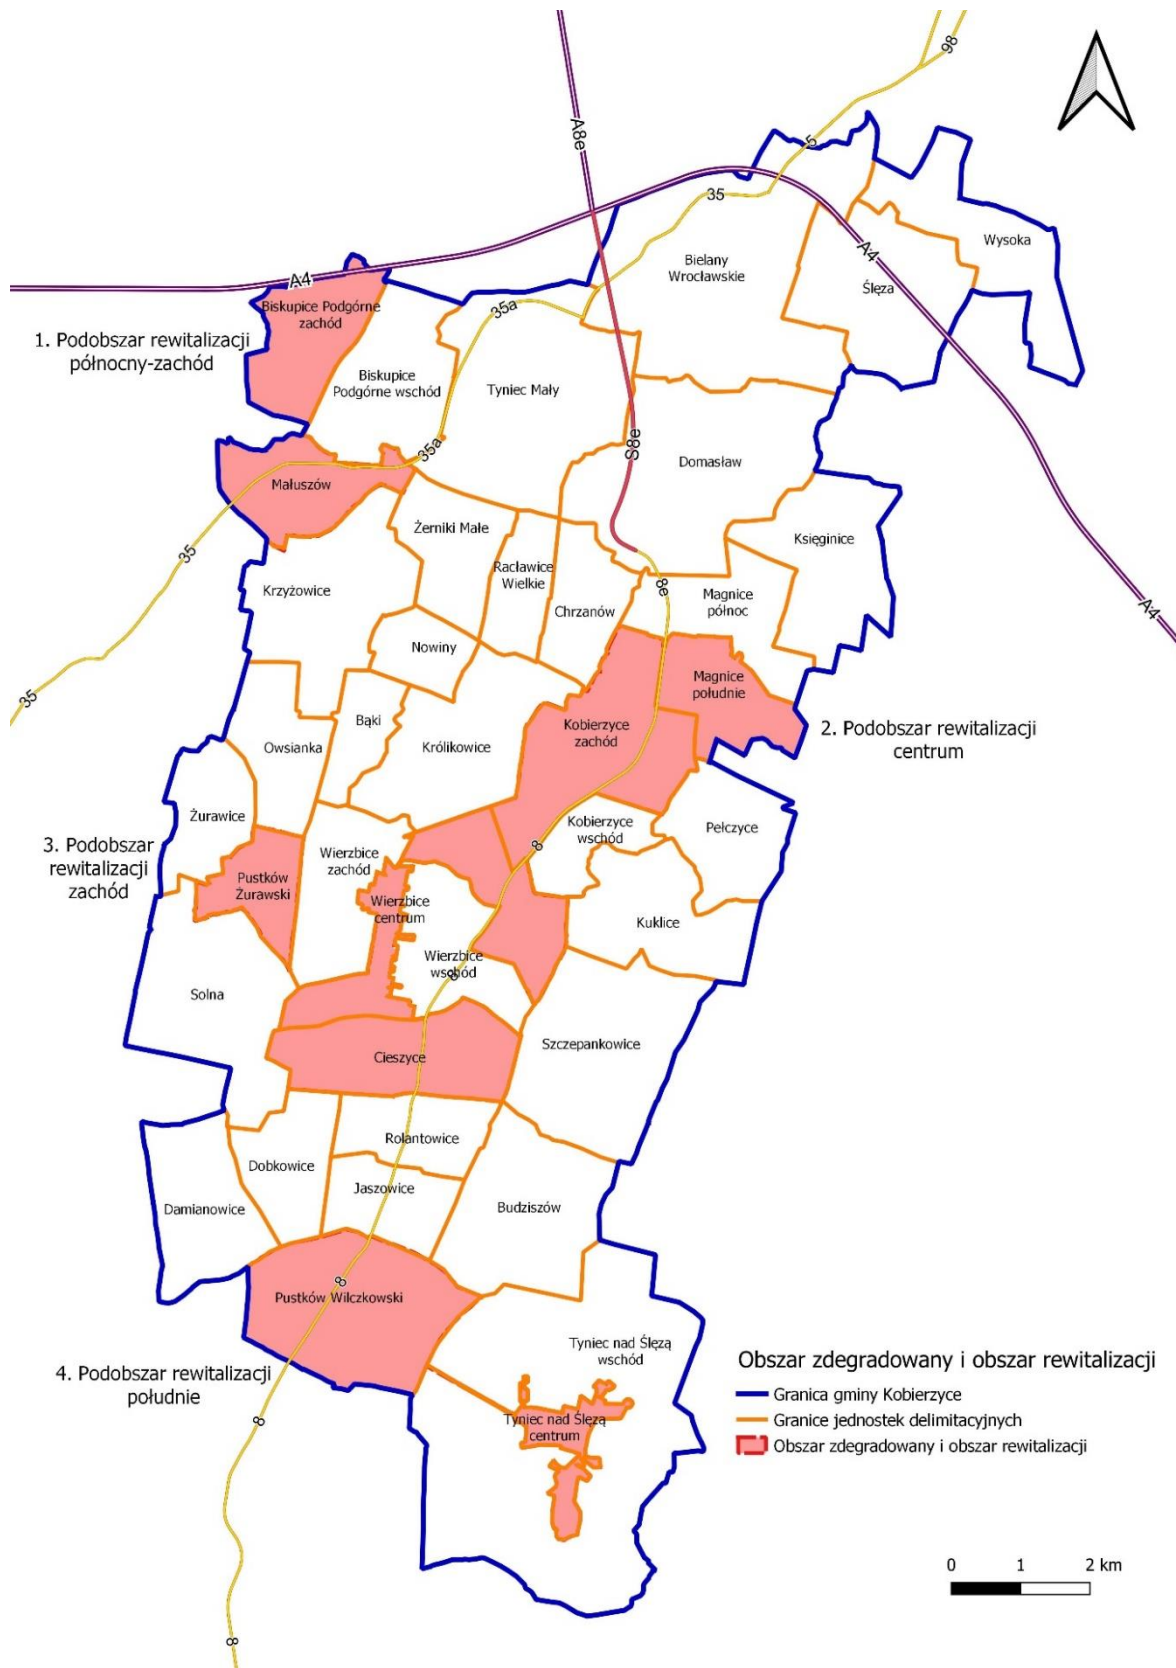 98
A8e
5
35
Wysoka
A4
Bielany
Wrocławskie
Ślęza
A4
Biskupice Podgórne
zachód
35a
1. Podobszar rewitalizacji
północny-zachód
Biskupice
Podgórne wschód
Tyniec Mały
S8e
35a
Domasław
Małuszów
Żerniki Małe
Księginice
35
Racławice
Wielkie
Krzyżowice
8e
Magnice
północ
Chrzanów
A4
Nowiny
Magnice
południe
35
Bąki
Kobierzyce
zachód
2. Podobszar rewitalizacji
centrum
Owsianka
Królikowice
Żurawice
Kobierzyce
wschód
Pełczyce
8
3. Podobszar
rewitalizacji
zachód
Wierzbice
zachód
Pustków
Żurawski
Wierzbice
centrum
Kuklice
Wierzbice
wschód
8
Solna
Szczepankowice
Cieszyce
Rolantowice
Dobkowice
Jaszowice
Damianowice
Budziszów
8
Pustków Wilczkowski
Tyniec nad Ślęzą
wschód
4. Podobszar rewitalizacji
południe
8
Tyniec nad Ślęzą
centrum
Obszar zdegradowany i obszar rewitalizacji
Granica gminy Kobierzyce
Granice jednostek delimitacyjnych
Obszar zdegradowany i obszar rewitalizacji
0 1 2 km
8